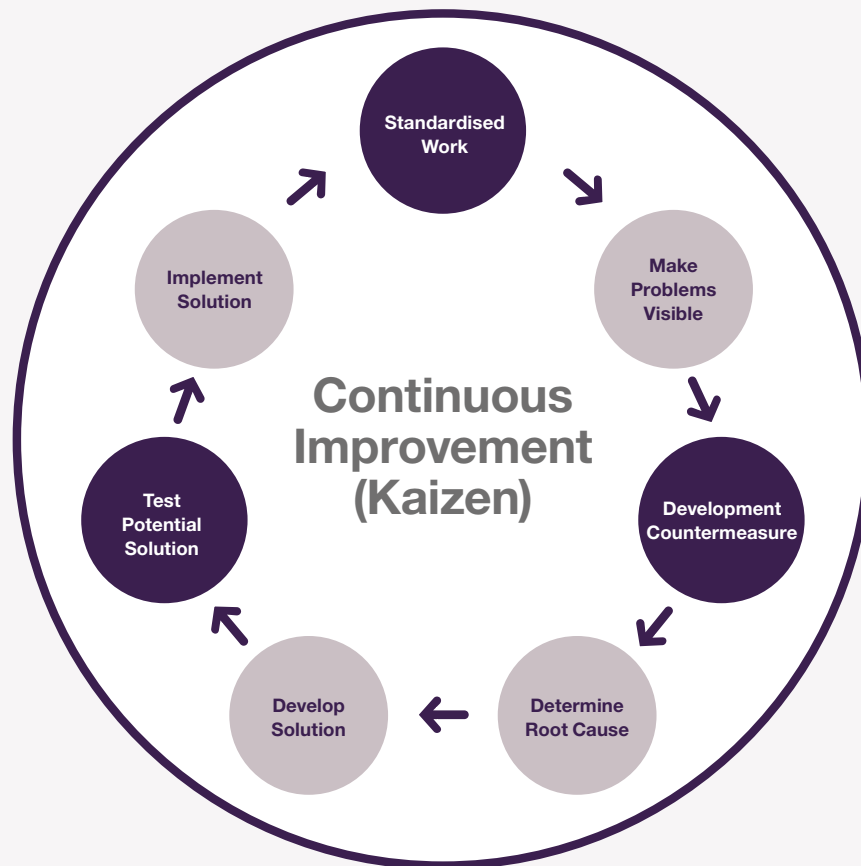 Standardised
Work
Make
Problems
Visible
Development
Countermeasure
Determine
Root Cause
Develop
Solution
Test
Potential
Solution
Implement
Solution
Continuous
Improvement
(Kaizen)